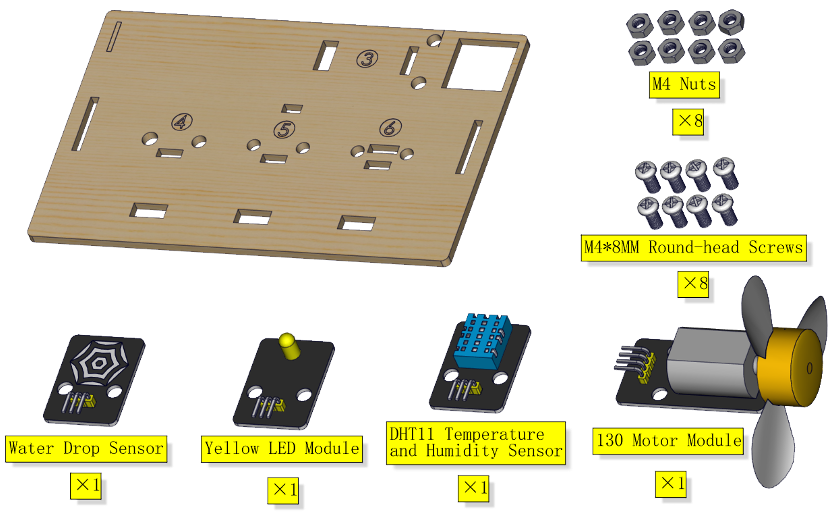 ③
④
⑤
⑥
M4 Nuts
×8
M4*8MM Round-head Screws
×8
Water Drop Sensor
×1
Yellow LED Module
×1
DHT11 Temperature
and Humidity Sensor
×1
130 Motor Module
×1